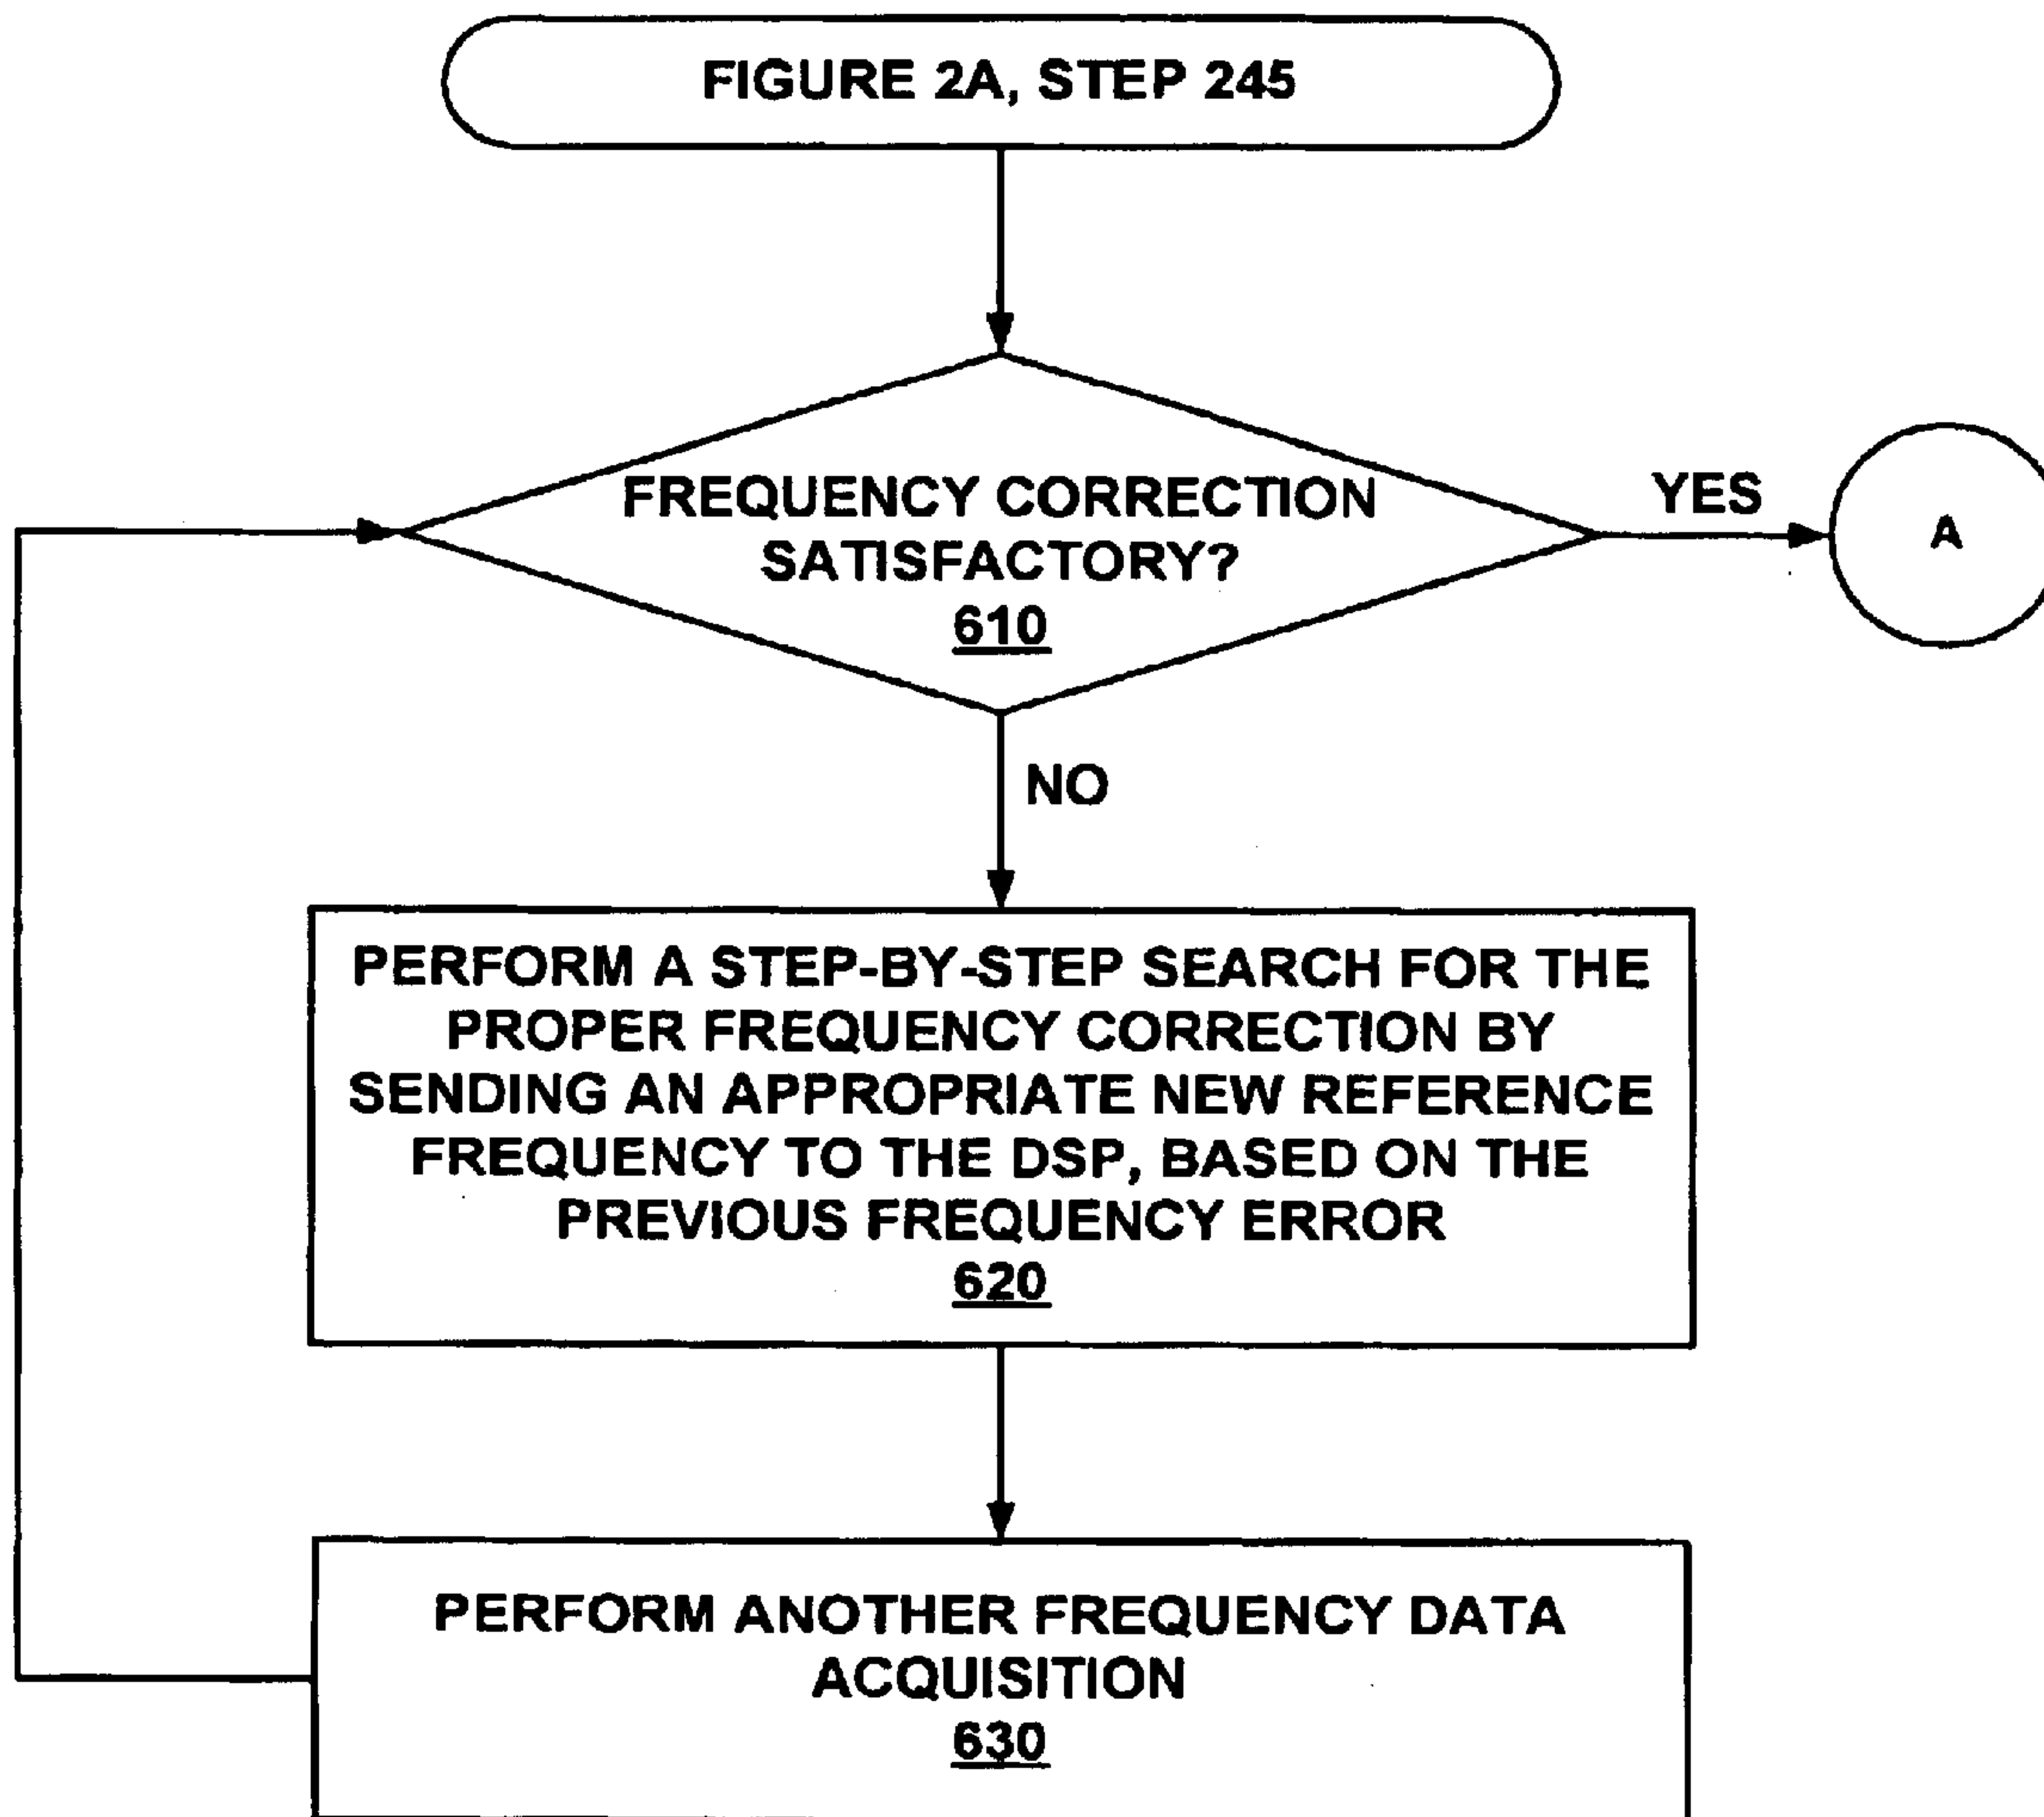 FIGURE 2A, STEP 245
FREQUENCY CORRECTION
SATISFACTORY?
610
YES
A
NO
PERFORM A STEP-BY-STEP SEARCH FOR THE
PROPER FREQUENCY CORRECTION BY
SENDING AN APPROPRIATE NEW REFERENCE
FREQUENCY TO THE DSP, BASED ON THE
PREVIOUS FREQUENCY ERROR
620
PERFORM ANOTHER FREQUENCY DATA
ACQUISITION
630